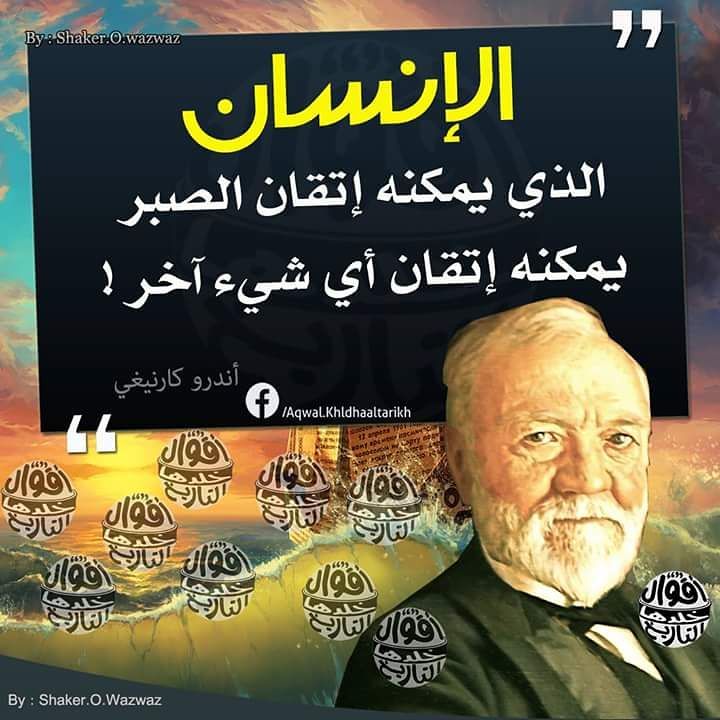 By : Shaker.O.wazwaz
الإنسان
الذي يمكنه إتقان الصبر
يمكنه إتقان أي شيء آخر !
أندرو كارنيغي
/Aqwal.Khldhaaltarikh
أقوال
خلدها
التاريخ
By : Shaker.O.Wazwaz